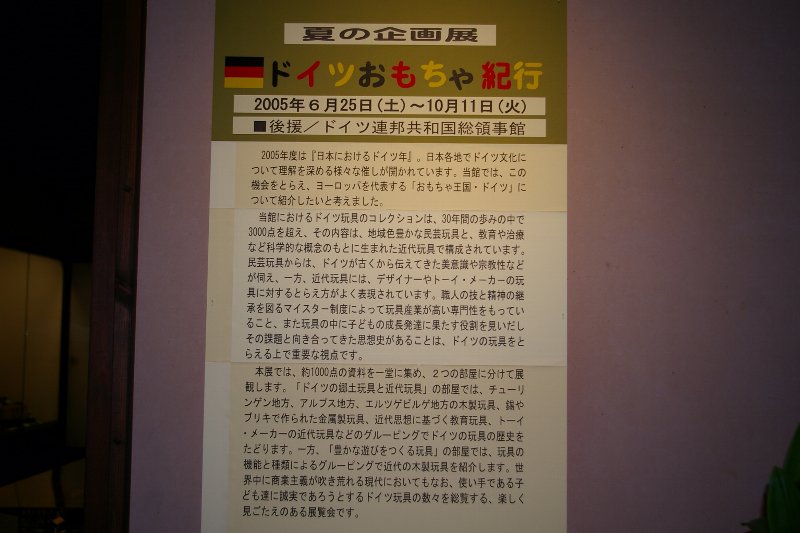 夏の企画展
ドイツおもちゃ紀行
2005年6月25日(土)～10月11日(火)
■後援／ドイツ連邦共和国総領事館
2005年度は『日本におけるドイツ年』。日本各地でドイツ文化に
ついて理解を深める様々な催しが開かれています。当館では、この
機会をとらえ、ヨーロッパを代表する「おもちゃ王国・ドイツ」に
ついて紹介したいと考えました。
当館におけるドイツ玩具のコレクションは、30年間の歩みの中で
3000点を超え、その内容は、地域色豊かな民芸玩具と、教育や治療
など科学的な概念のもとに生まれた近代玩具で構成されています。
民芸玩具からは、ドイツが古くから伝えてきた美意識や宗教性など
が伺え、一方、近代玩具には、デザイナーやトーイ・メーカーの玩
具に対するとらえ方がよく表現されています。職人の技と精神の継
承を図るマイスター制度によって玩具産業が高い専門性をもってい
ること、また玩具の中に子どもの成長発達に果たす役割を見いだし
その課題と向き合ってきた思想史があることは、ドイツの玩具をと
らえる上で重要な視点です。
本展では、約1000点の資料を一堂に集め、２つの部屋に分けて展
観します。「ドイツの郷土玩具と近代玩具」の部屋では、チューリ
ンゲン地方、アルプス地方、エルツゲビルゲ地方の木製玩具、錫や
ブリキで作られた金属製玩具、近代思想に基づく教育玩具、トーイ
・メーカーの近代玩具などのグルーピングでドイツの玩具の歴史を
たどります。一方、「豊かな遊びをつくる玩具」の部屋では、玩具の
機能と種類によるグルーピングで近代の木製玩具を紹介します。世
界中に商業主義が吹き荒れる現代においてもなお、使い手である子
ども達に誠実であろうとするドイツ玩具の数々を総覧する、楽しく
見ごたえのある展覧会です。